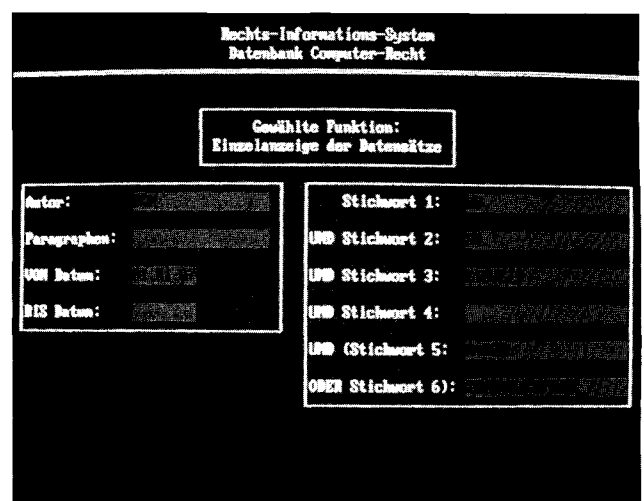 Rechts-Informations-System
Datenbank Computer-Recht
Gewählte Funktion:
Einzelanzeige der Datensätze
Autor:
Paragraphen:
VON Datum:
BIS Datum:
Stichwort 1:
UND Stichwort 2:
UND Stichwort 3:
UND Stichwort 4:
UND (Stichwort 5:
ODER Stichwort 6):